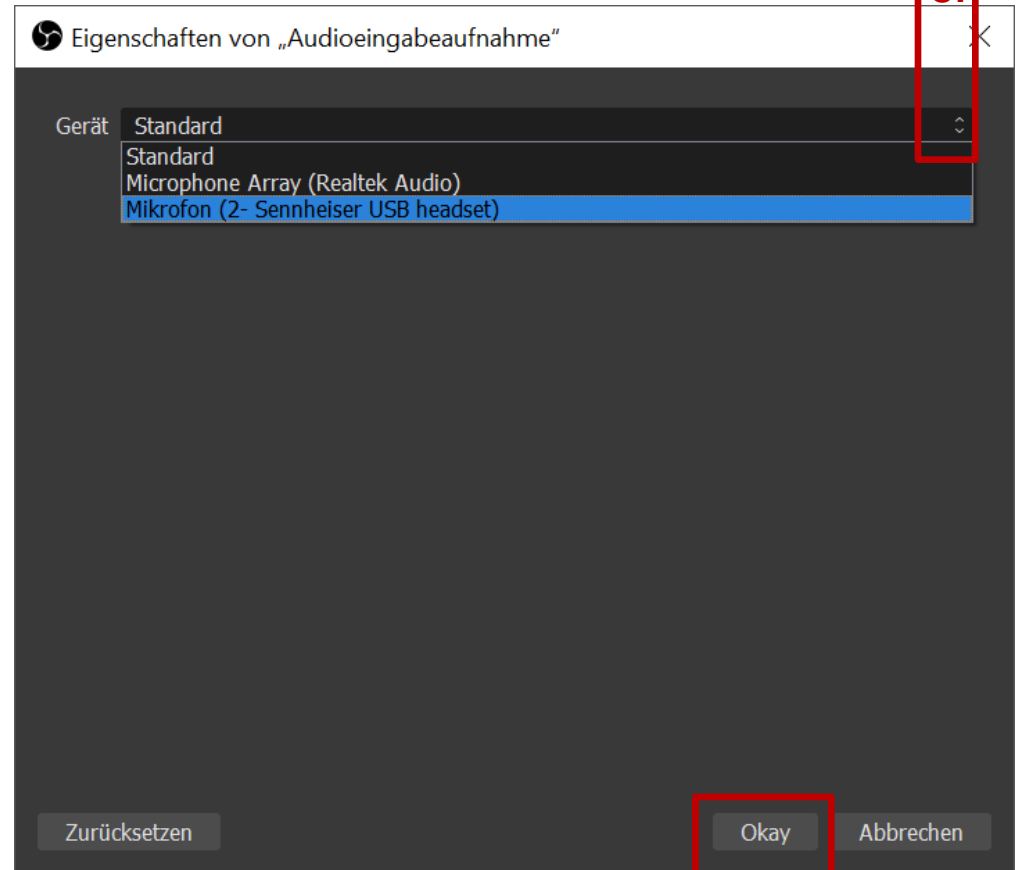 Eigenschaften von „Audioeingabeaufnahme“
Gerät Standard
Standard
Microphone Array (Realtek Audio)
Mikrofon (2- Sennheiser USB headset)
Zurücksetzen Okay Abbrechen